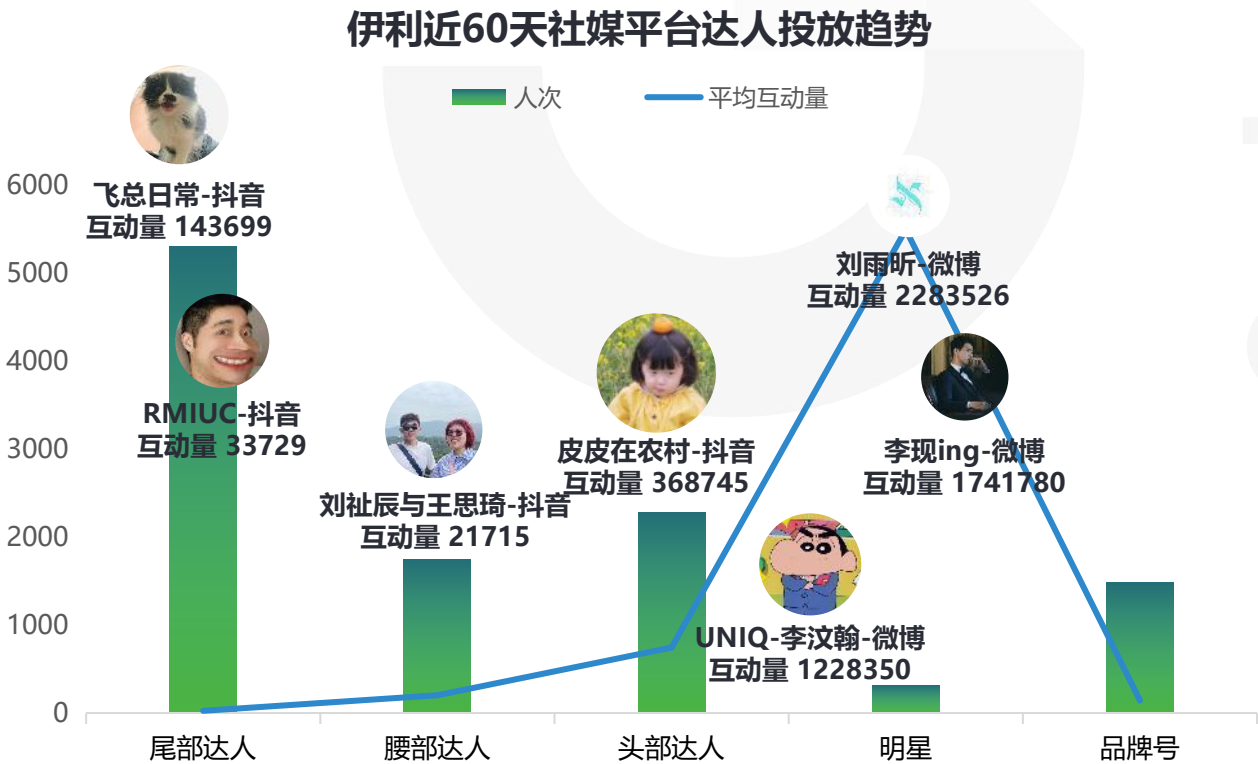 伊利近60天社媒平台达人投放趋势
人次
平均互动量
6000
5000
4000
3000
2000
1000
0
飞总日常-抖音
互动量 143699
RMIUC-抖音
互动量 33729
刘祉辰与王思琦-抖音
互动量 21715
皮皮在农村-抖音
互动量 368745
刘雨昕-微博
互动量 2283526
李现ing-微博
互动量 1741780
UNIQ-李汶翰-微博
互动量 1228350
尾部达人
腰部达人
头部达人
明星
品牌号